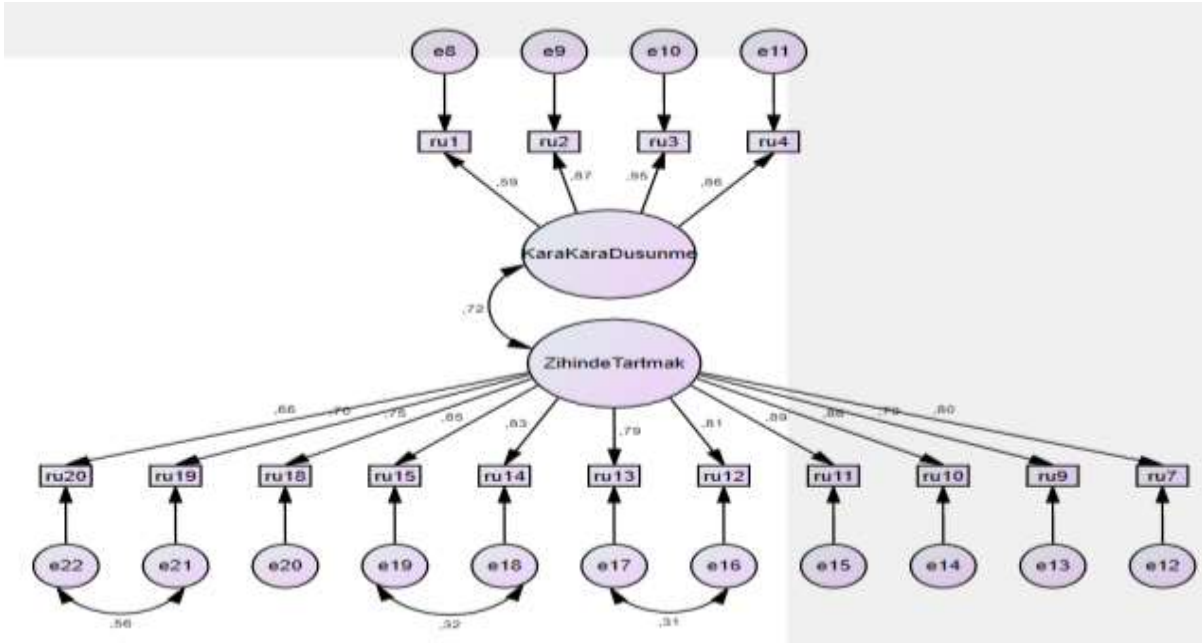 e8 e9 e10 e11
ru1 ru2 ru3 ru4
,59 ,87 ,95 ,86
KaraKaraDusunme
,72
ZihindeTartmak
,66 ,70 ,75 ,85 ,83 ,79 ,81 ,89 ,80
ru20 ru19 ru18 ru15 ru14 ru13 ru12 ru11 ru10 ru9 ru7
e22 e21 e20 e19 e18 e17 e16 e15 e14 e13 e12
,56 ,32 ,31